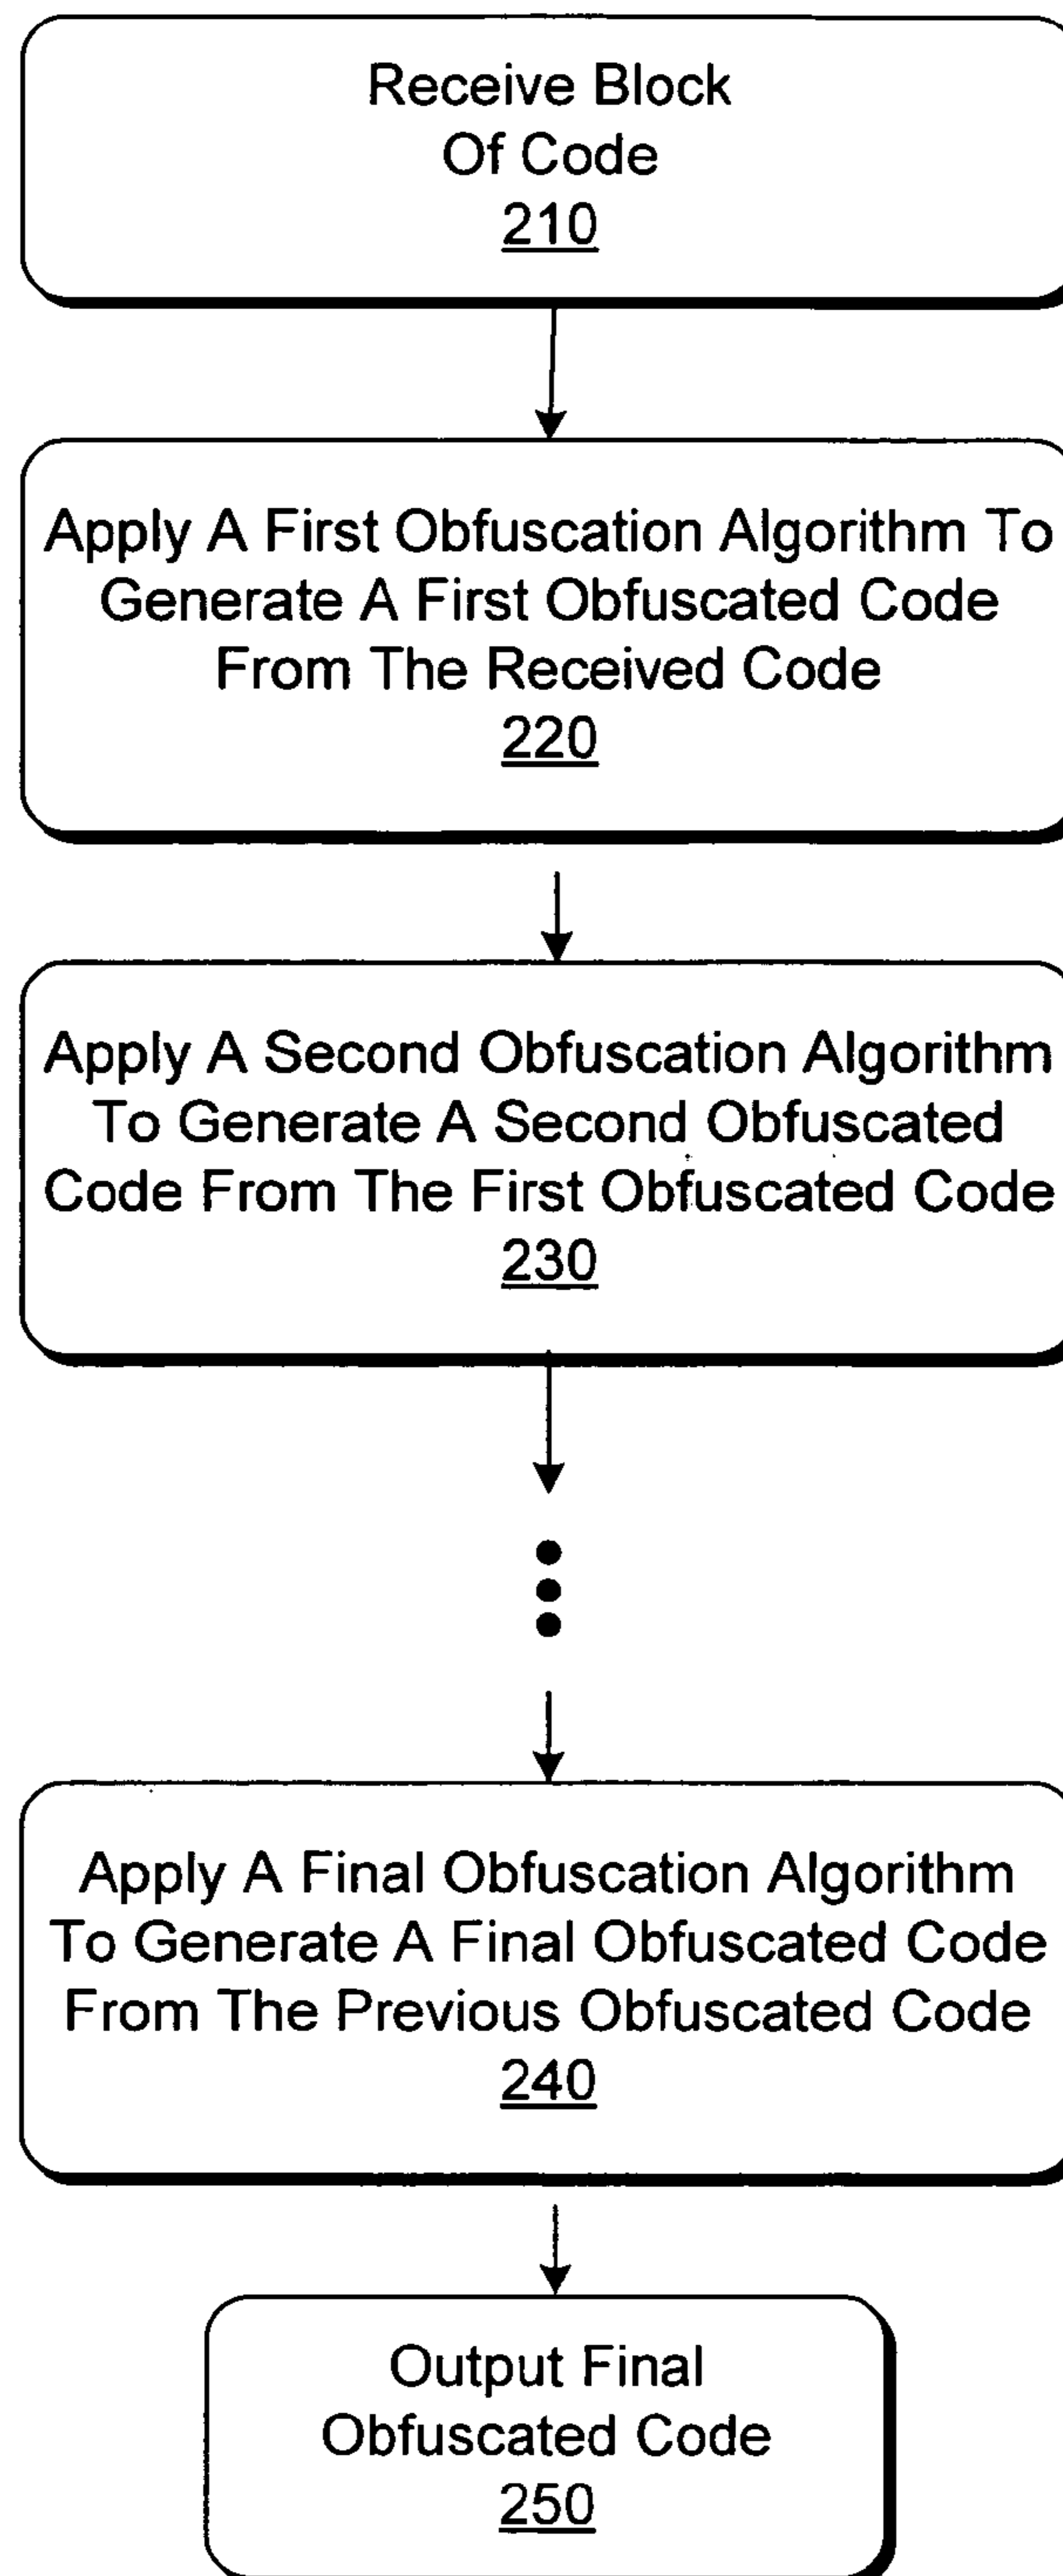 Receive Block
Of Code
210
Apply A First Obfuscation Algorithm To
Generate A First Obfuscated Code
From The Received Code
220
Apply A Second Obfuscation Algorithm
To Generate A Second Obfuscated
Code From The First Obfuscated Code
230
Apply A Final Obfuscation Algorithm
To Generate A Final Obfuscated Code
From The Previous Obfuscated Code
240
Output Final
Obfuscated Code
250